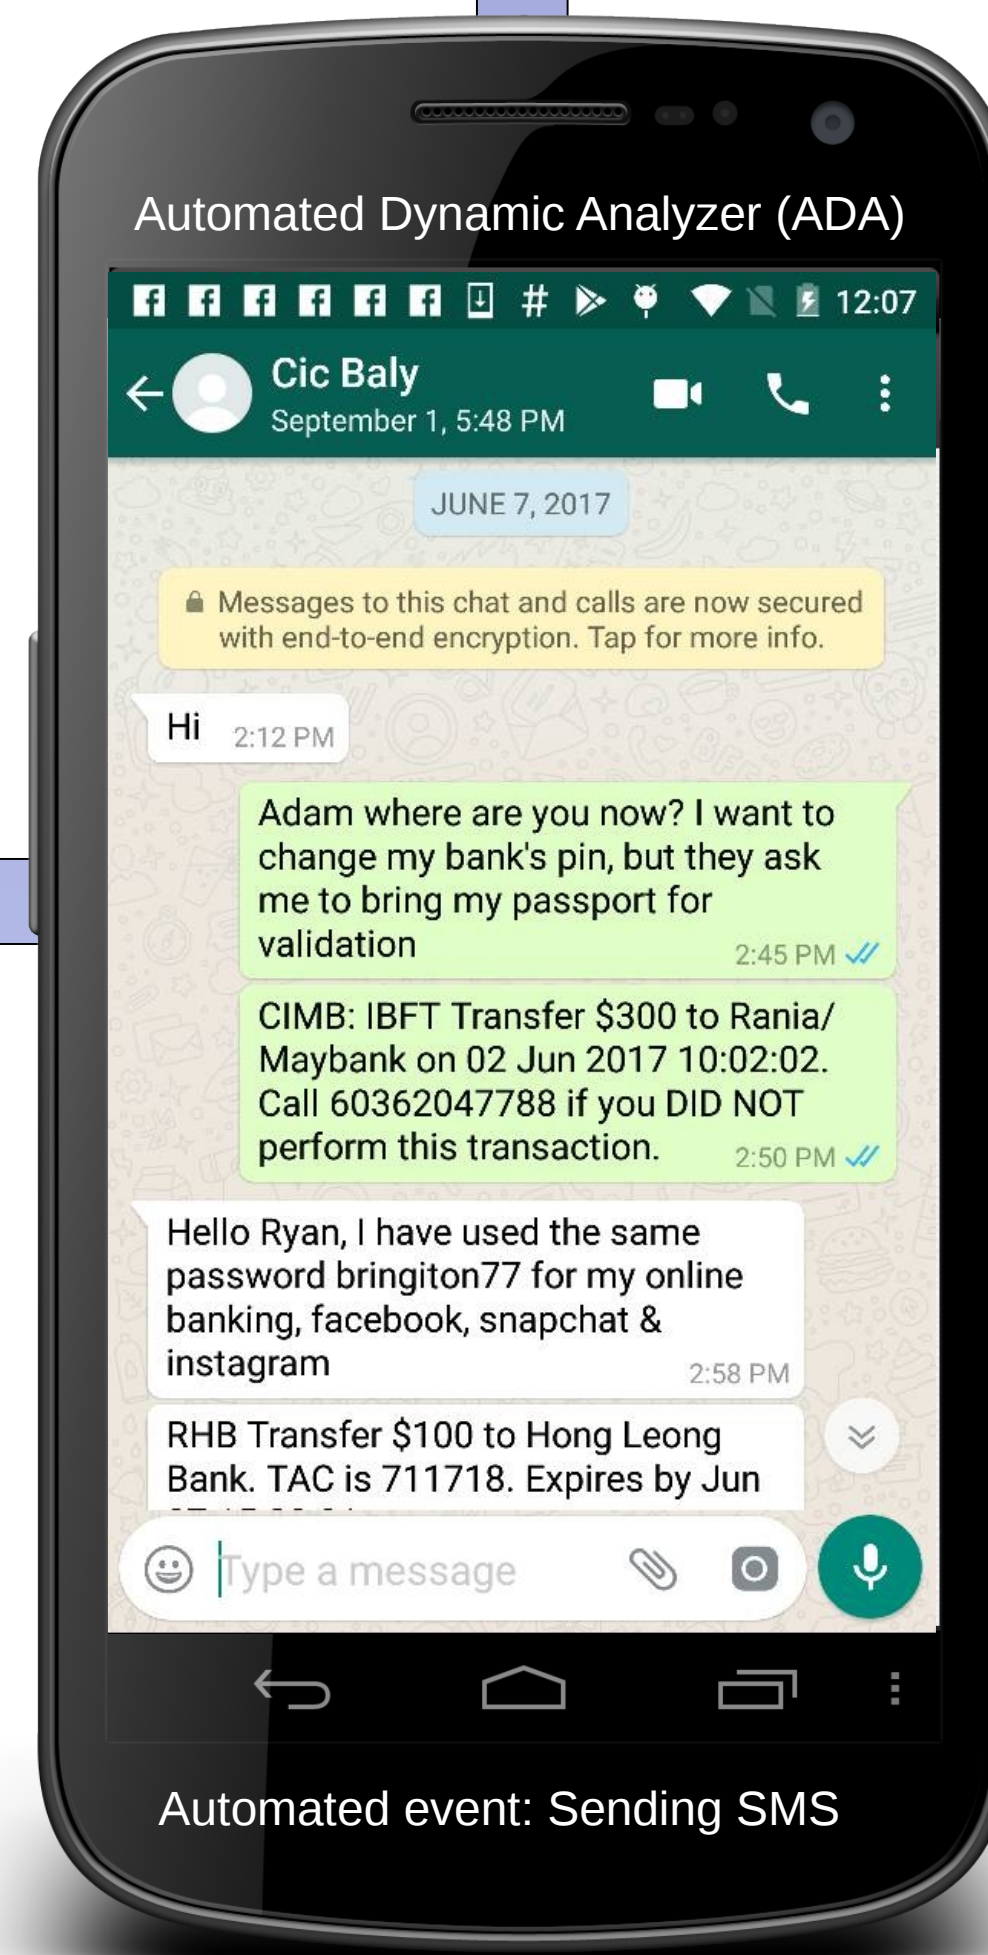 Automated Dynamic Analyzer (ADA)
# 12:07
Cic Baly
September 1, 5:48 PM
JUNE 7, 2017
Messages to this chat and calls are now secured
with end-to-end encryption. Tap for more info.
Hi 2:12 PM
Adam where are you now? I want to
change my bank's pin, but they ask
me to bring my passport for
validation 2:45 PM
CIMB: IBFT Transfer $300 to Rania/
Maybank on 02 Jun 2017 10:02:02.
Call 60362047788 if you DID NOT
perform this transaction. 2:50 PM
Hello Ryan, I have used the same
password bringiton77 for my online
banking, facebook, snapchat &
instagram 2:58 PM
RHB Transfer $100 to Hong Leong
Bank. TAC is 711718. Expires by Jun
Type a message
Automated event: Sending SMS